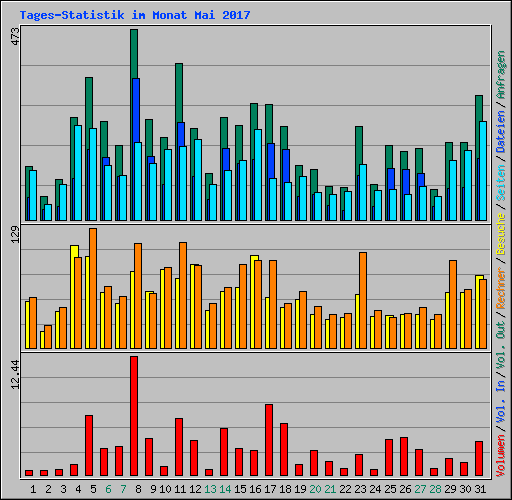 Tages-Statistik im Monat Mai 2017
473
129
12.44
Volumen / Vol. In / Vol. Out / Rechner / Besuche / Seiten / Dateien / Anfragen
1 2 3 4 5 6 7 8 9 10 11 12 13 14 15 16 17 18 19 20 21 22 23 24 25 26 27 28 29 30 31